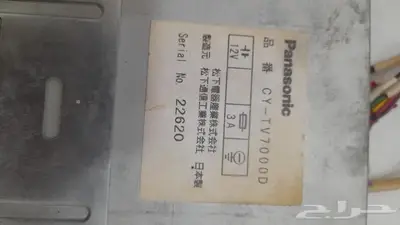 Panasonic
品 番 CY-TV7000D
12V 3A
松下電器産業株式会社
製造元 松下通信工業株式会社 日本製
Serial No. 22620
حراج